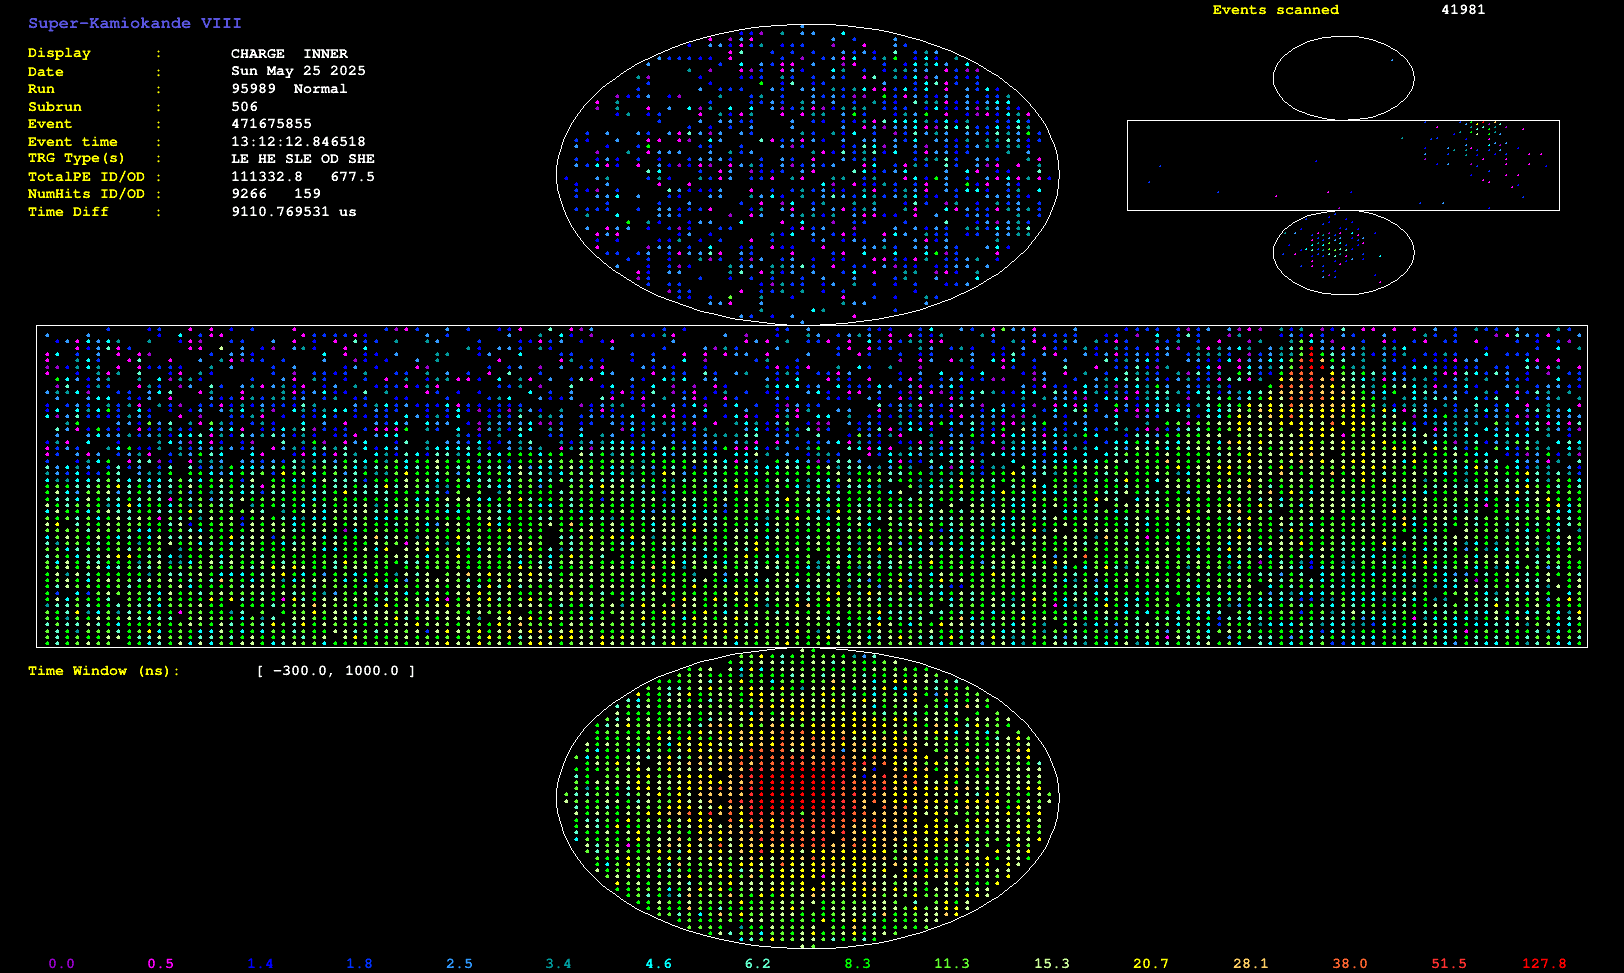 Super-Kamiokande VIII
Events scanned 41981
Display : CHARGE INNER
Date : Sun May 25 2025
Run : 95989 Normal
Subrun : 506
Event : 471675855
Event time : 13:12:12.846518
TRG Type(s) : LE HE SLE OD SHE
TotalPE ID/OD : 111332.8 677.5
NumHits ID/OD : 9266 159
Time Diff : 9110.769531 us
Time Window (ns): [ -300.0, 1000.0 ]
0.0 0.5 1.4 1.8 2.5 3.4 4.6 6.2 8.3 11.3 15.3 20.7 28.1 38.0 51.5 127.8